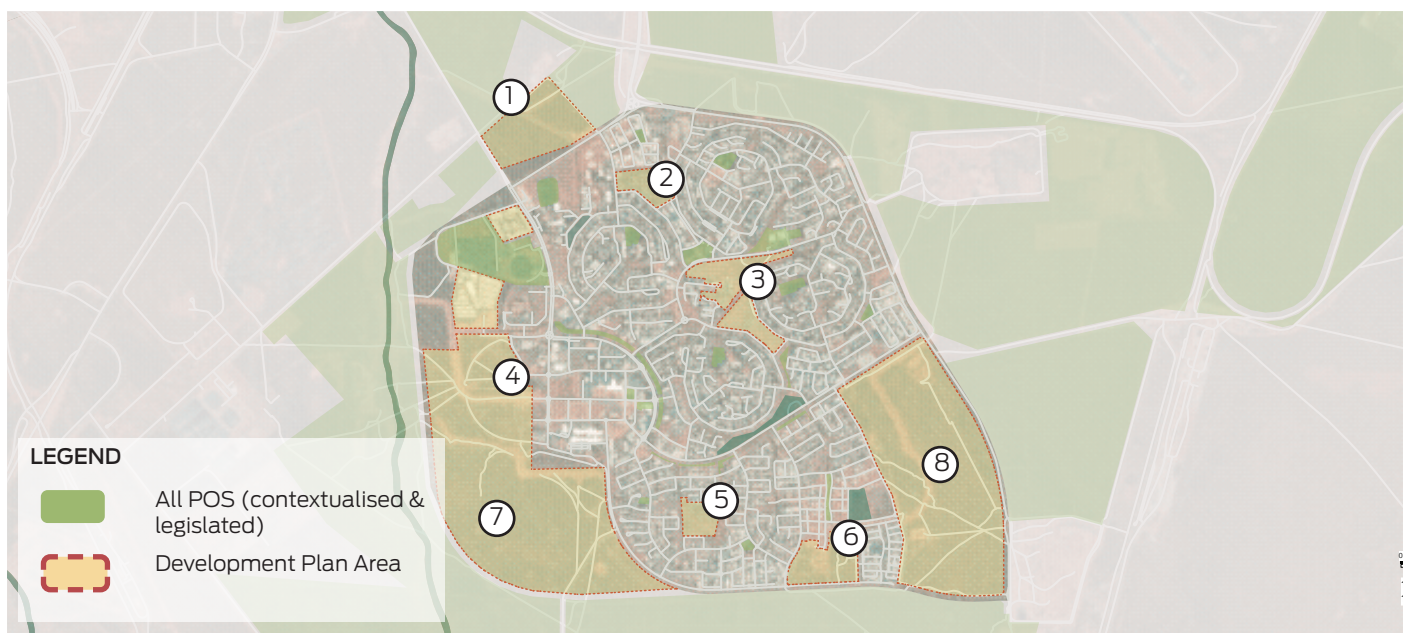 1
2
3
4
5
6
7
8
LEGEND
All POS (contextualised &
legislated)
Development Plan Area